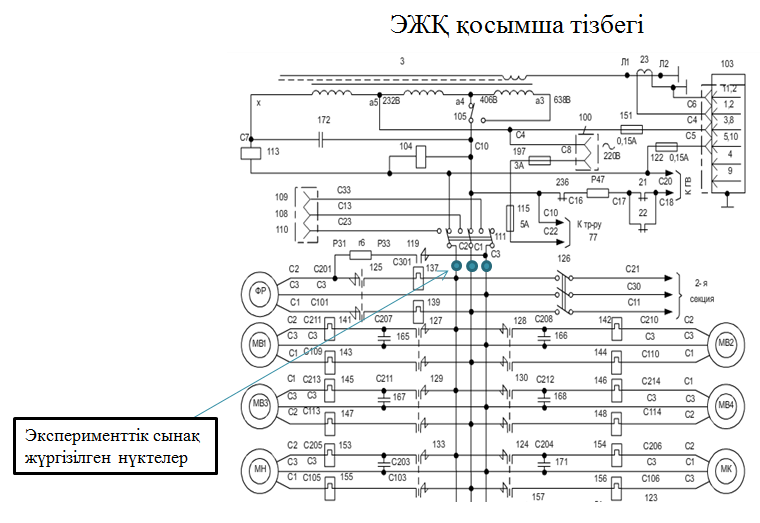 ЭЖҚ қосымша тізбегі
3 Л1 23 Л2 103
х а5 232В а4 406В а3 638В 11,2
105 100 151 С6 1,2
172 С4 С4 3,8
С7 0,15А С5 5,10
113 104 С10 197 С8 220В 122 0,15А 4
3А 9
109 С33 236 Р47 21 С20 К ГВ
108 С13 С16 С17 С18
110 С23 115 С10 22
5А С22 К тр-ру
111 77
Р31 r6 Р33 119 С2 С1
С301 С3 126
С2 С201 125 137 С21
ФР С3 С3 139 С30 2- я
С1 С101 С11 секция
С2 С211 141 С207 127 128 С208 142 С210 С2
МВ1 С3 С3 165 166 С3 С3 МВ2
С1 С109 143 144 С110 С1
С1 С213 145 С211 129 130 С212 146 С214 С1
МВ3 С3 С3 167 168 С3 С3 МВ4
С2 С113 147 148 С114 С2
С2 С205 153 133 124 С204 154 С206 С2
МН С3 С3 С203 171 С3 С1 МК
С1 С105 155 С103 156 С106 С3
157 123
Эксперименттік сынақ
жүргізілген нүктелер